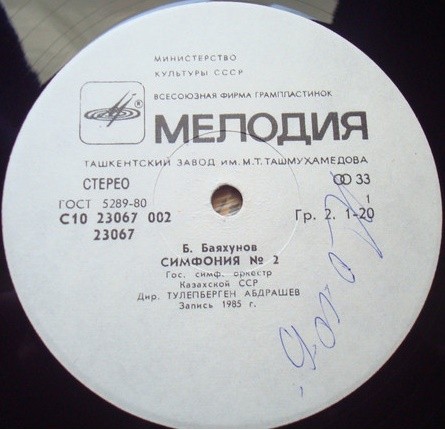 МИНИСТЕРСТВО
КУЛЬТУРЫ СССР
ВСЕСОЮЗНАЯ ФИРМА ГРАМПЛАСТИНОК
МЕЛОДИЯ
ТАШКЕНТСКИЙ ЗАВОД ИМ. М.Т. ТАШМУХАМЕДОВА
СТЕРЕО
33
ГОСТ 5289-80
1
С10 23067 002
Гр. 2. 1-20
23067
Б. Баяхунов
СИМФОНИЯ № 2
Гос. симф. оркестр
Казахской ССР
Дир. ТУЛЕПБЕРГЕН АБДРАШЕВ
Запись 1985 г.